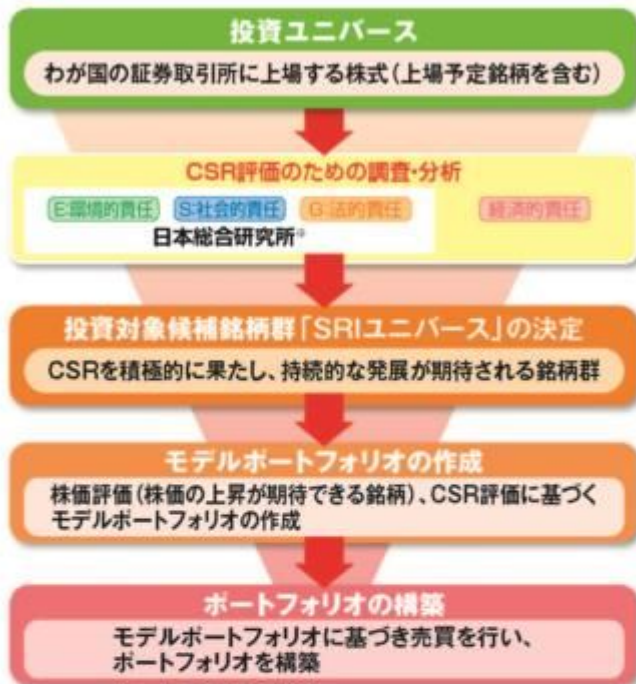 投資ユニバース
わが国の証券取引所に上場する株式(上場予定銘柄を含む)
CSR評価のための調査・分析
E:環境的責任 S:社会的責任 G:法的責任 経済的責任
日本総合研究所※
投資対象候補銘柄群「SRIユニバース」の決定
CSRを積極的に果たし、持続的な発展が期待される銘柄群
モデルポートフォリオの作成
株価評価(株価の上昇が期待できる銘柄)、CSR評価に基づく
モデルポートフォリオの作成
ポートフォリオの構築
モデルポートフォリオに基づき売買を行い、
ポートフォリオを構築